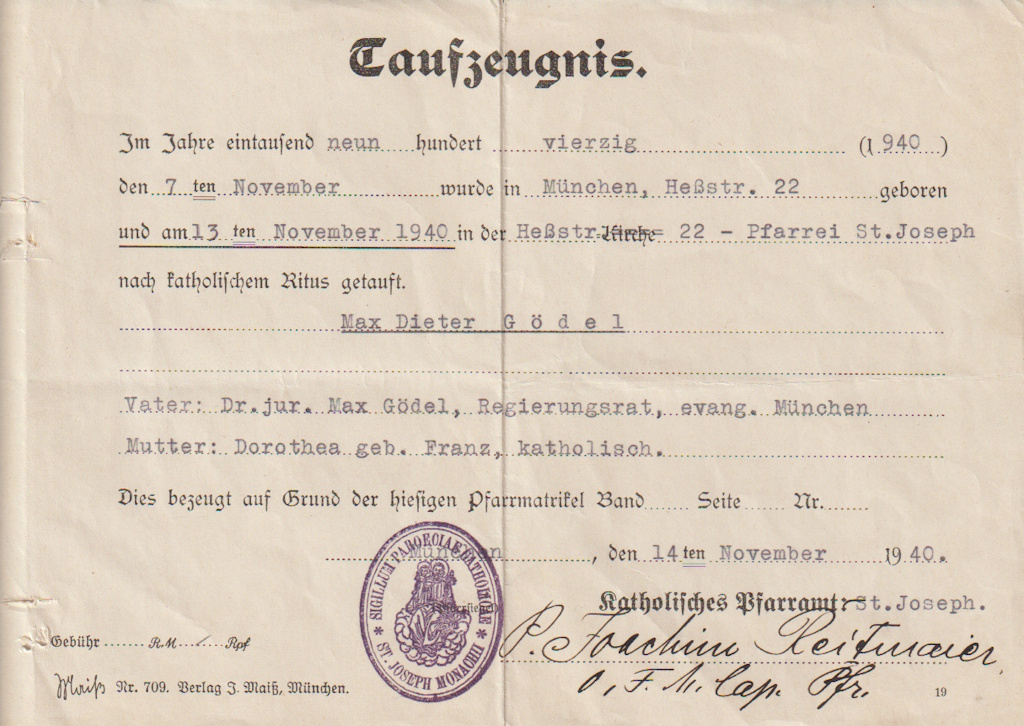 Taufzeugnis.
Im Jahre eintausend neun hundert vierzig (1 940 )
den 7 ten November wurde in München, Heßstr. 22 geboren
und am 13 ten November 1940 in der Heßstr. Kirche 22 - Pfarrei St.Joseph
nach katholischem Ritus getauft.
Max Dieter G ö d e l
Vater: Dr.jur. Max Gödel, Regierungsrat, evang. München
Mutter: Dorothea geb. Franz, katholisch.
Dies bezeugt auf Grund der hiesigen Pfarrmatrikel Band Seite Nr.
München, den 14 ten November 19 40.
SIGILLUM PAROECIAE CATHOLICAE
* ST. JOSEPH MONACHII *
Katholisches Pfarramt: St.Joseph.
P. Joachim Reitmaier,
O. F. M. Cap. Pfr.
Gebühr RM Rpf
Maiß Nr. 709. Verlag J. Maiß, München.
19